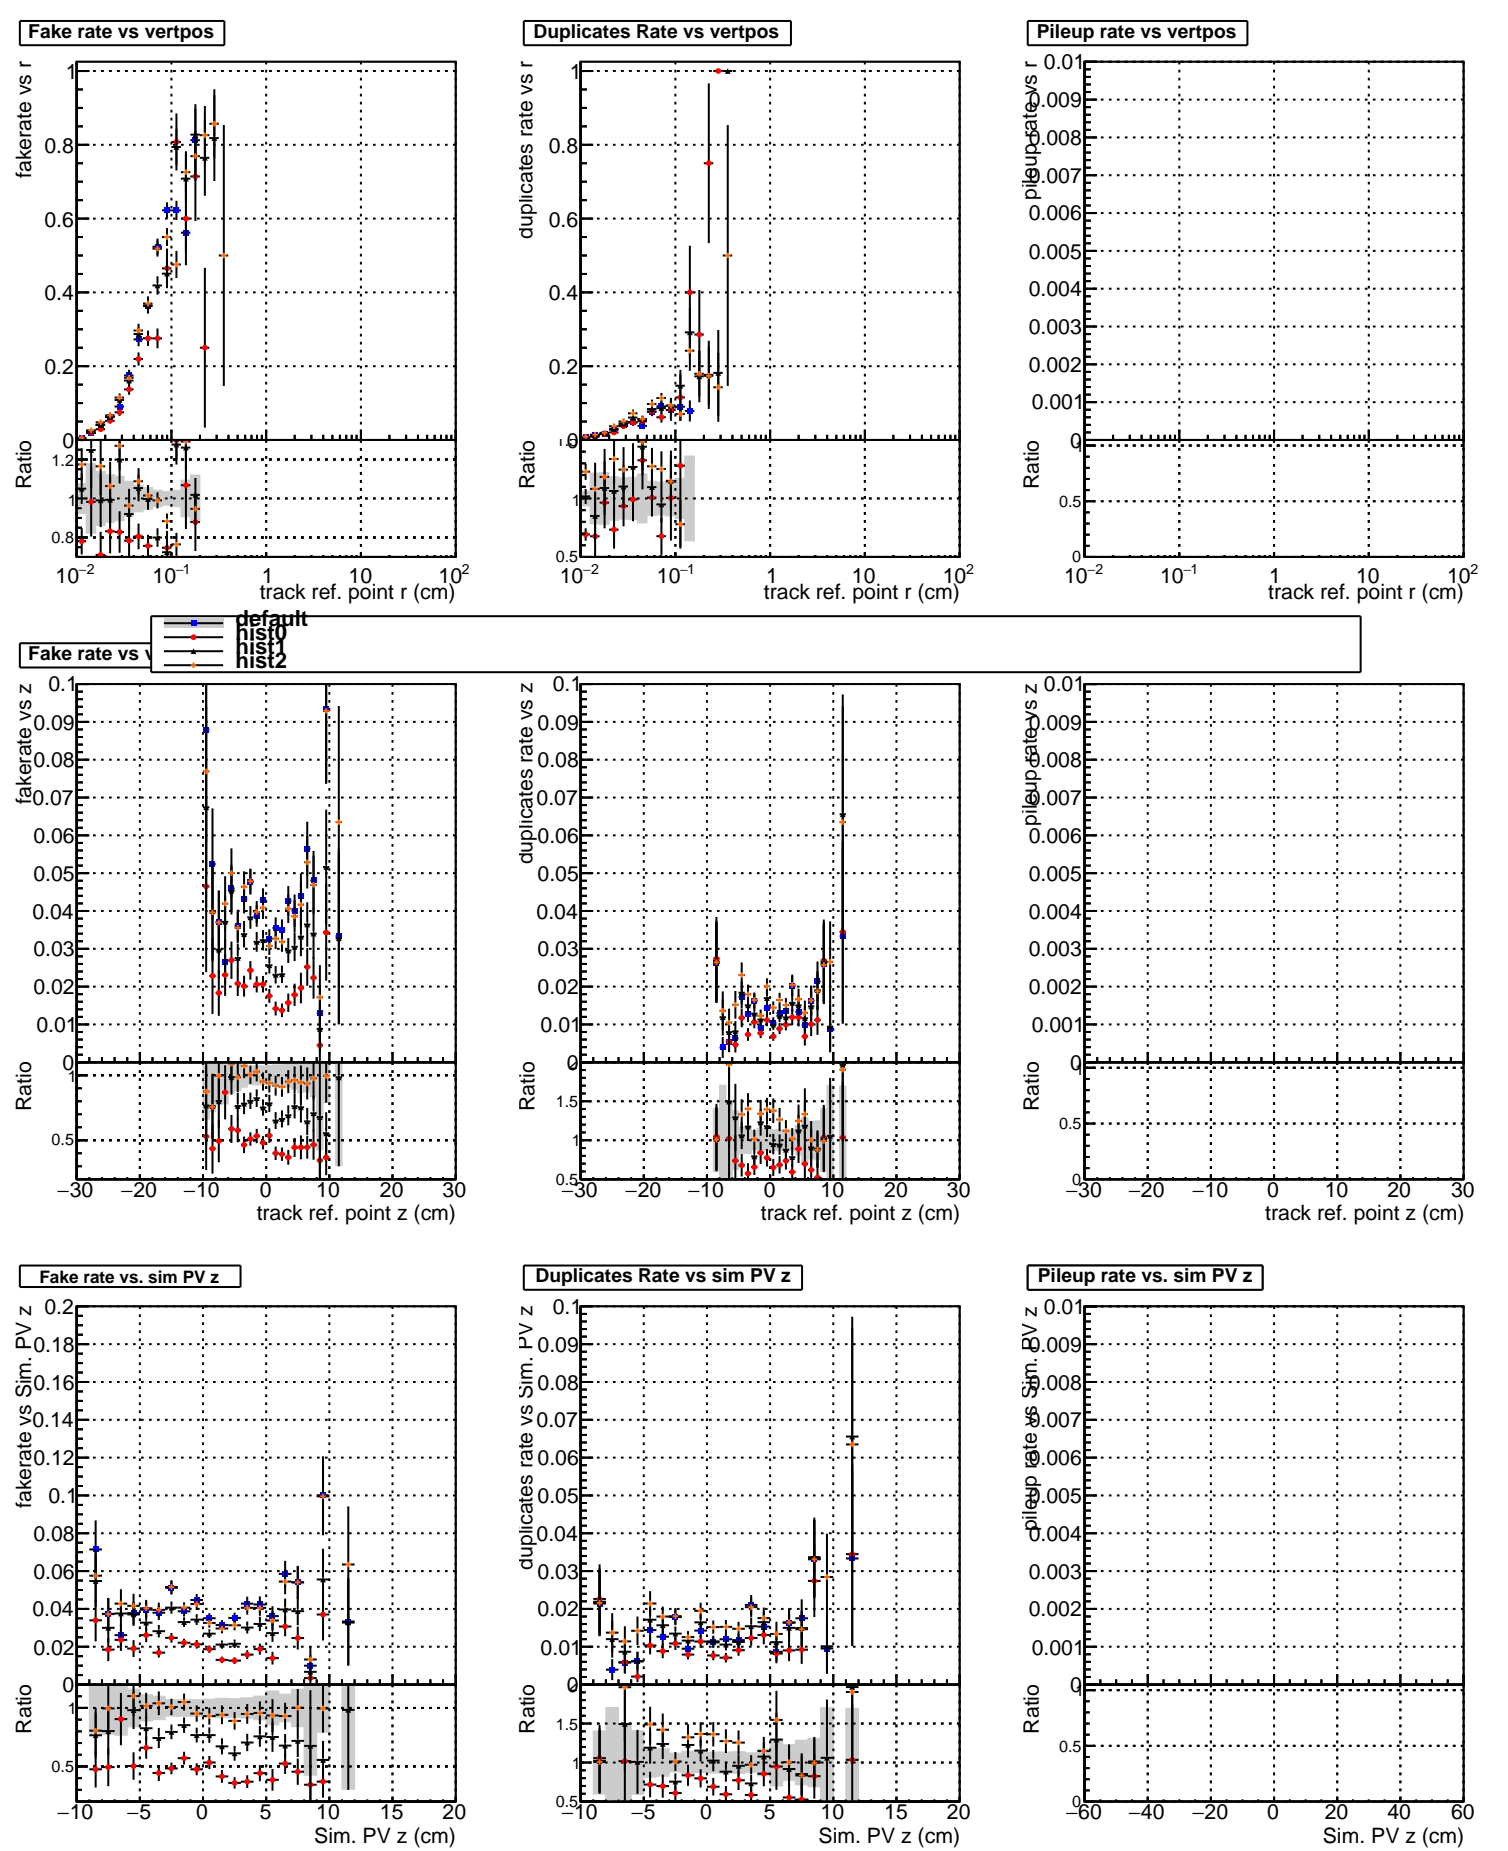 Fake rate vs vertpos
fakerate vs r
1
0.8
0.6
0.4
0.2
0
Ratio
1.2
1
0.8
10⁻² 10⁻¹ 1 10 10²
track ref. point r (cm)
Duplicates Rate vs vertpos
duplicates rate vs r
1
0.8
0.6
0.4
0.2
0
Ratio
1
0.5
10⁻² 10⁻¹ 1 10 10²
track ref. point r (cm)
Pileup rate vs vertpos
pileup rate vs r
0.01
0.009
0.008
0.007
0.006
0.005
0.004
0.003
0.002
0.001
0
Ratio
1
0.5
0
10⁻² 10⁻¹ 1 10 10²
track ref. point r (cm)
default
hist0
hist1
hist2
Fake rate vs
fakerate vs z
0.1
0.09
0.08
0.07
0.06
0.05
0.04
0.03
0.02
0.01
0
Ratio
1
0.5
−30 −20 −10 0 10 20 30
track ref. point z (cm)
duplicates rate vs z
0.1
0.09
0.08
0.07
0.06
0.05
0.04
0.03
0.02
0.01
0
Ratio
1.5
1
0.5
−30 −20 −10 0 10 20 30
track ref. point z (cm)
pileup rate vs z
0.01
0.009
0.008
0.007
0.006
0.005
0.004
0.003
0.002
0.001
0
Ratio
1
0.5
0
−30 −20 −10 0 10 20 30
track ref. point z (cm)
Fake rate vs. sim PV z
fakerate vs Sim. PV z
0.2
0.18
0.16
0.14
0.12
0.1
0.08
0.06
0.04
0.02
0
Ratio
1
0.5
−10 −5 0 5 10 15 20
Sim. PV z (cm)
Duplicates Rate vs sim PV z
duplicates rate vs Sim. PV z
0.1
0.09
0.08
0.07
0.06
0.05
0.04
0.03
0.02
0.01
0
Ratio
1.5
1
0.5
−10 −5 0 5 10 15 20
Sim. PV z (cm)
Pileup rate vs. sim PV z
pileup rate vs Sim. PV z
0.01
0.009
0.008
0.007
0.006
0.005
0.004
0.003
0.002
0.001
0
Ratio
1
0.5
0
−60 −40 −20 0 20 40 60
Sim. PV z (cm)